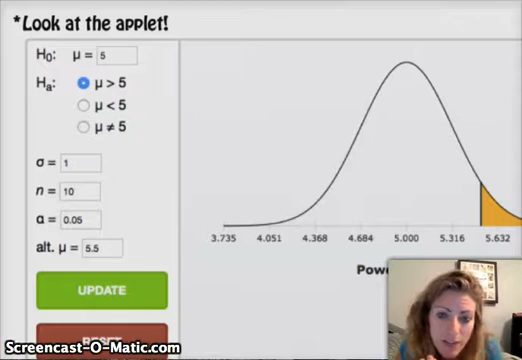 *Look at the applet!
H₀: μ = 5
Hₐ: μ > 5
μ < 5
μ ≠ 5
σ = 1
n = 10
α = 0.05
alt. μ = 5.5
UPDATE
3.735 4.051 4.368 4.684 5.000 5.316 5.632
Screencast-O-Matic.com